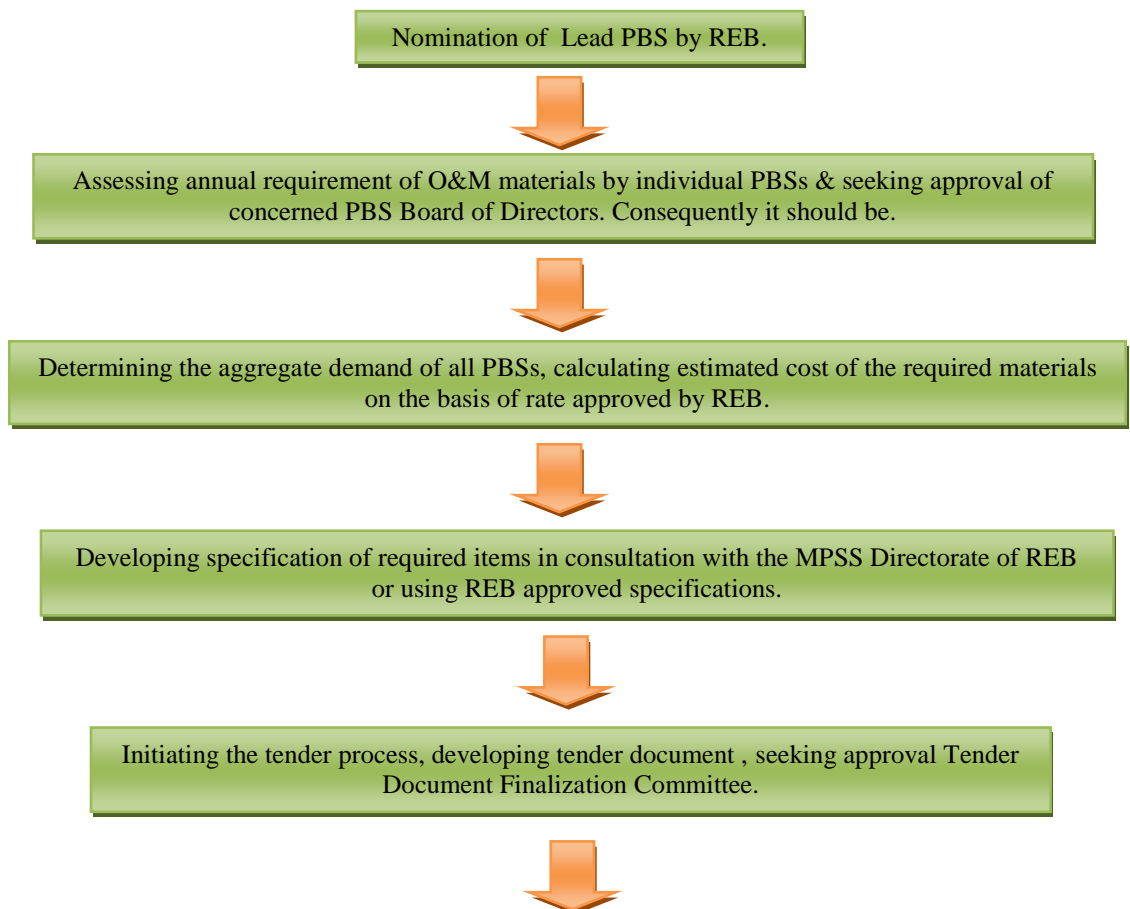 Nomination of Lead PBS by REB.
Assessing annual requirement of O&M materials by individual PBSs & seeking approval of
concerned PBS Board of Directors. Consequently it should be.
Determining the aggregate demand of all PBSs, calculating estimated cost of the required materials
on the basis of rate approved by REB.
Developing specification of required items in consultation with the MPSS Directorate of REB
or using REB approved specifications.
Initiating the tender process, developing tender document , seeking approval Tender
Document Finalization Committee.